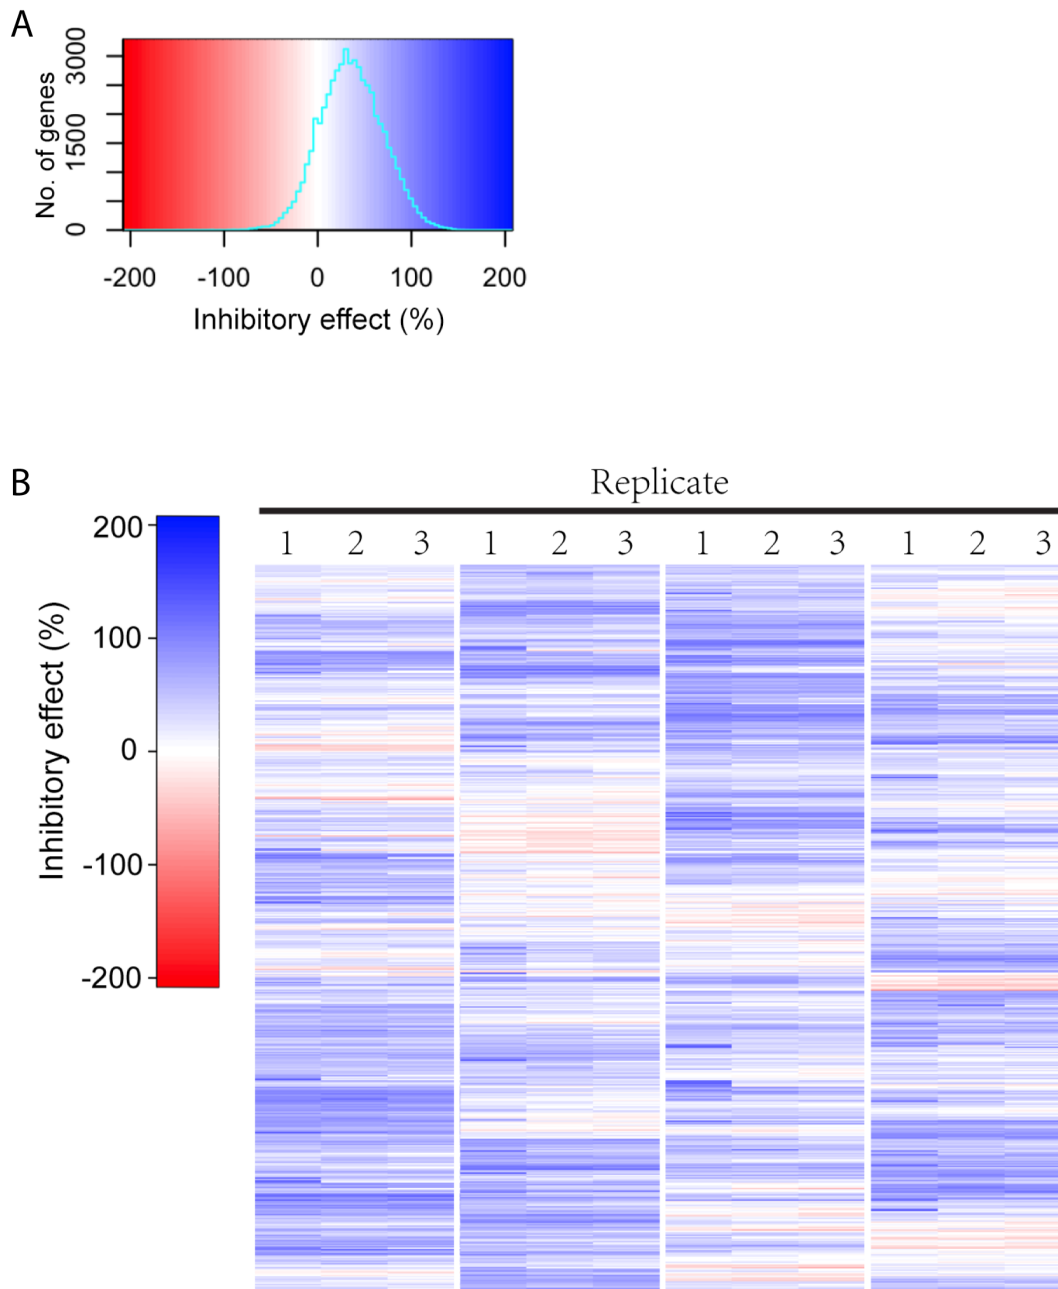 A
No. of genes
3000
1500
0
-200 -100 0 100 200
Inhibitory effect (%)
B
Replicate
1 2 3 1 2 3 1 2 3 1 2 3
Inhibitory effect (%)
200
100
0
-100
-200